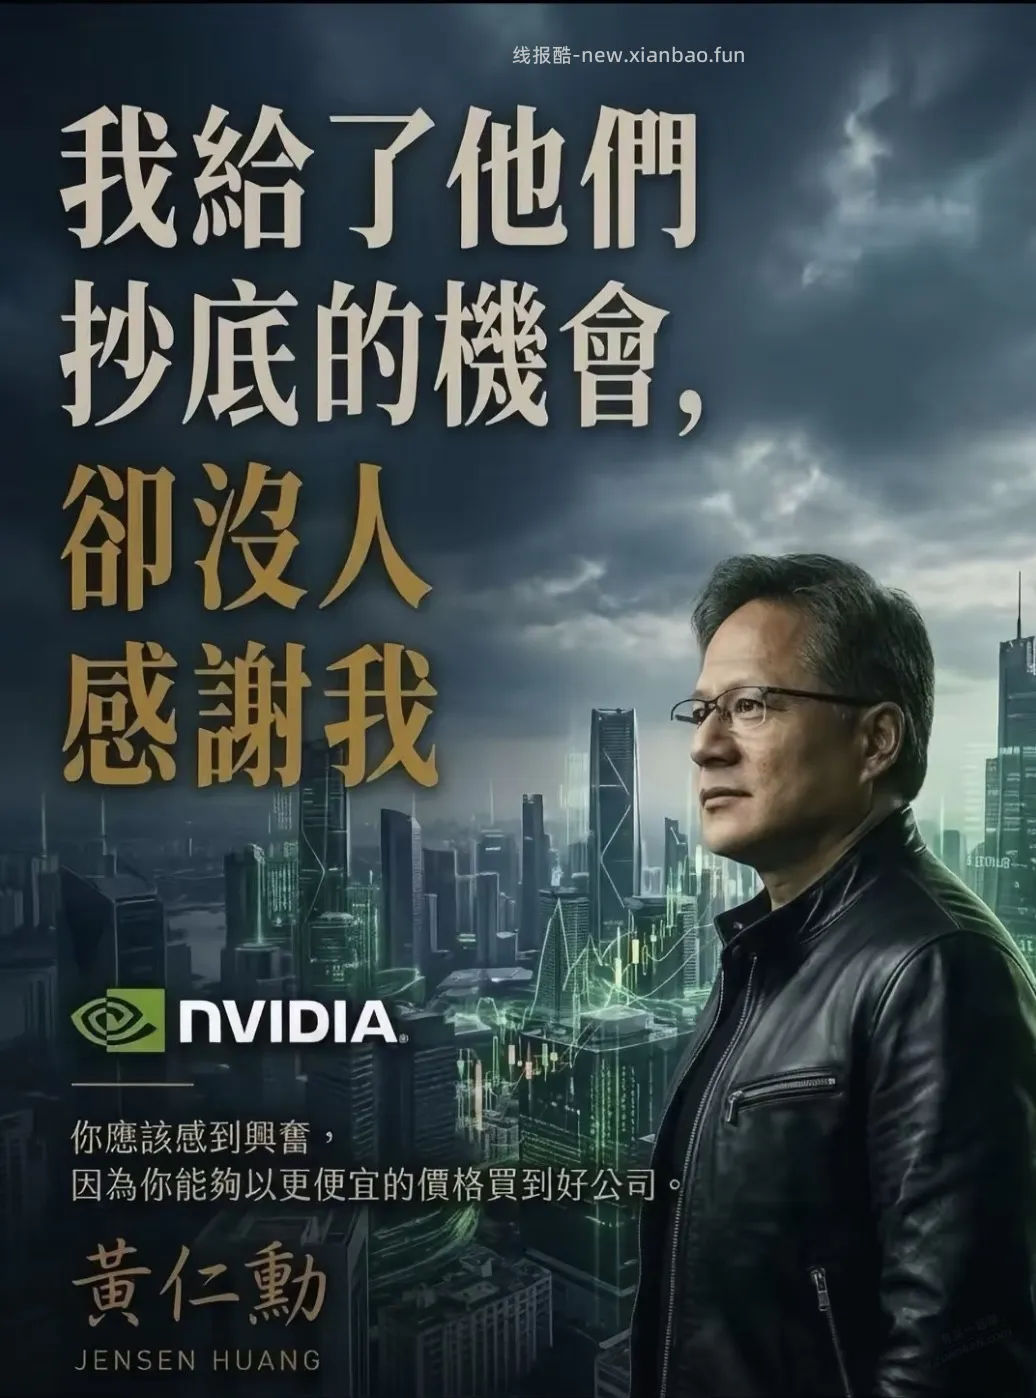 线报酷-new.xianbao.fun
我給了他們
抄底的機會,
卻沒人
感謝我
NVIDIA
你應該感到興奮，
因為你能夠以更便宜的價格買到好公司。
黃仁勳
JENSEN HUANG